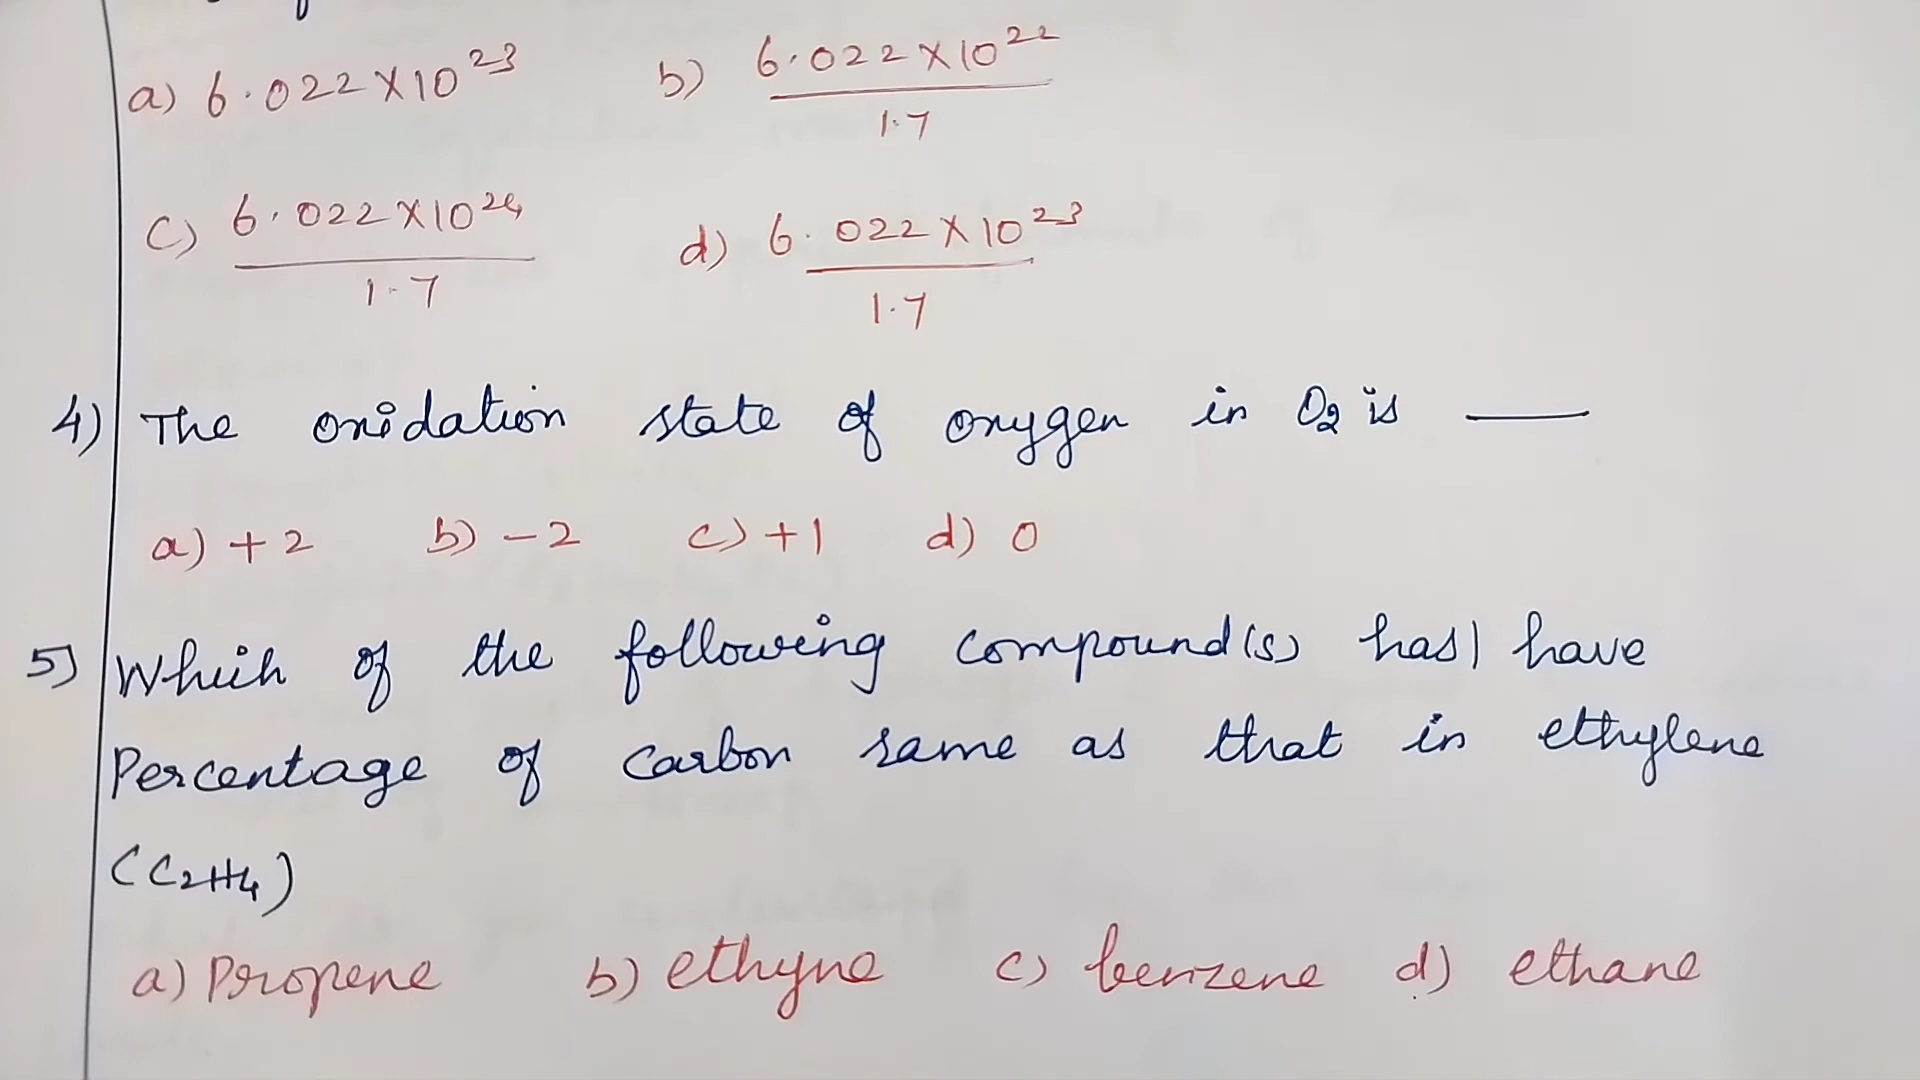 a) 6.022 X 10²³ b) 6.022 X 10²² / 1.7
c) 6.022 X 10²⁴ / 1.7 d) 6.022 X 10²³ / 1.7
4) The oxidation state of oxygen in O₂ is ——
a) +2 b) -2 c) +1 d) 0
5) Which of the following compound(s) has| have
Percentage of carbon same as that in ethylene
(C₂H₄)
a) Propene b) ethyne c) benzene d) ethane